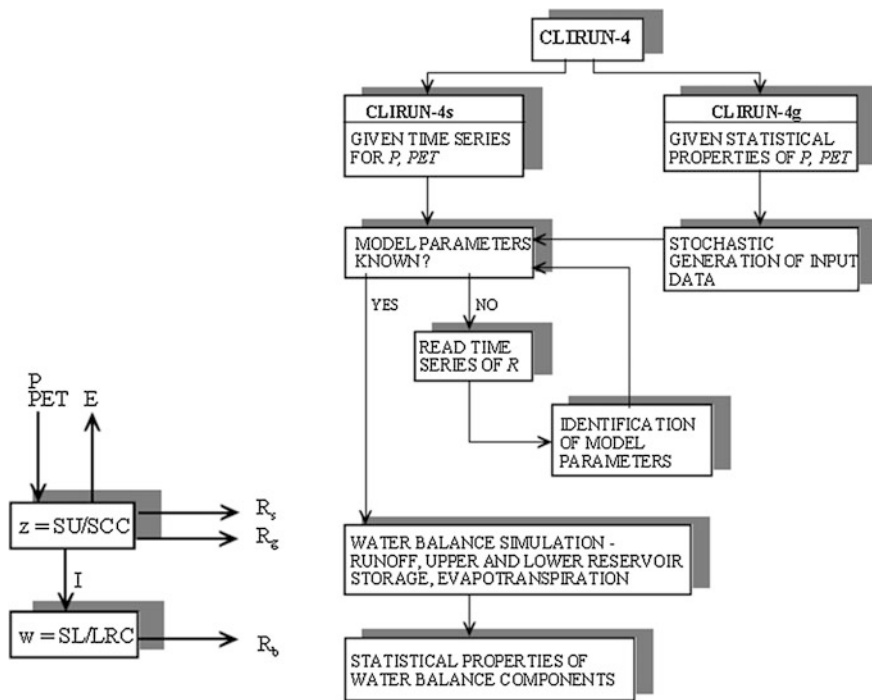 CLIRUN-4
CLIRUN-4s
GIVEN TIME SERIES
FOR P, PET
CLIRUN-4g
GIVEN STATISTICAL
PROPERTIES OF P, PET
MODEL PARAMETERS
KNOWN?
STOCHASTIC
GENERATION OF INPUT
DATA
YES
NO
READ TIME
SERIES OF R
IDENTIFICATION
OF MODEL
PARAMETERS
WATER BALANCE SIMULATION -
RUNOFF, UPPER AND LOWER RESERVOIR
STORAGE, EVAPOTRANSPIRATION
STATISTICAL PROPERTIES OF
WATER BALANCE COMPONENTS
P
PET E
z = SU/SCC
Rs
Rg
I
w = SL/LRC
Rb